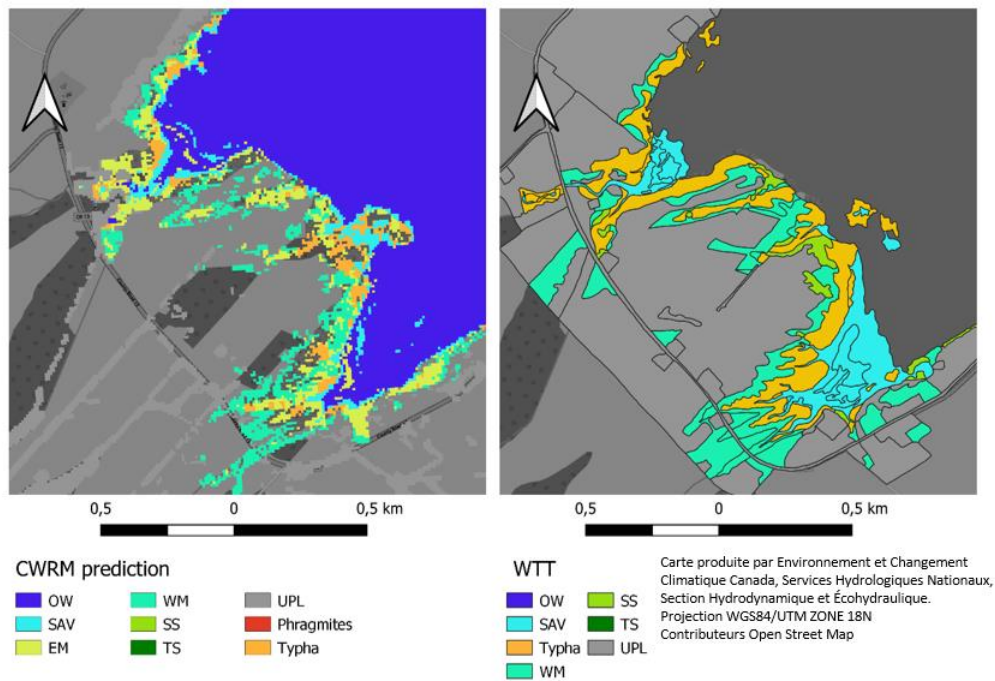 0,5 0 0,5 km
0,5 0 0,5 km
CWRM prediction
OW WM UPL
SAV SS Phragmites
EM TS Typha
WTT
OW SS
SAV TS
Typha UPL
WM
Carte produite par Environnement et Changement
Climatique Canada, Services Hydrologiques Nationaux,
Section Hydrodynamique et Écohydraulique.
Projection WGS84/UTM ZONE 18N
Contributeurs Open Street Map